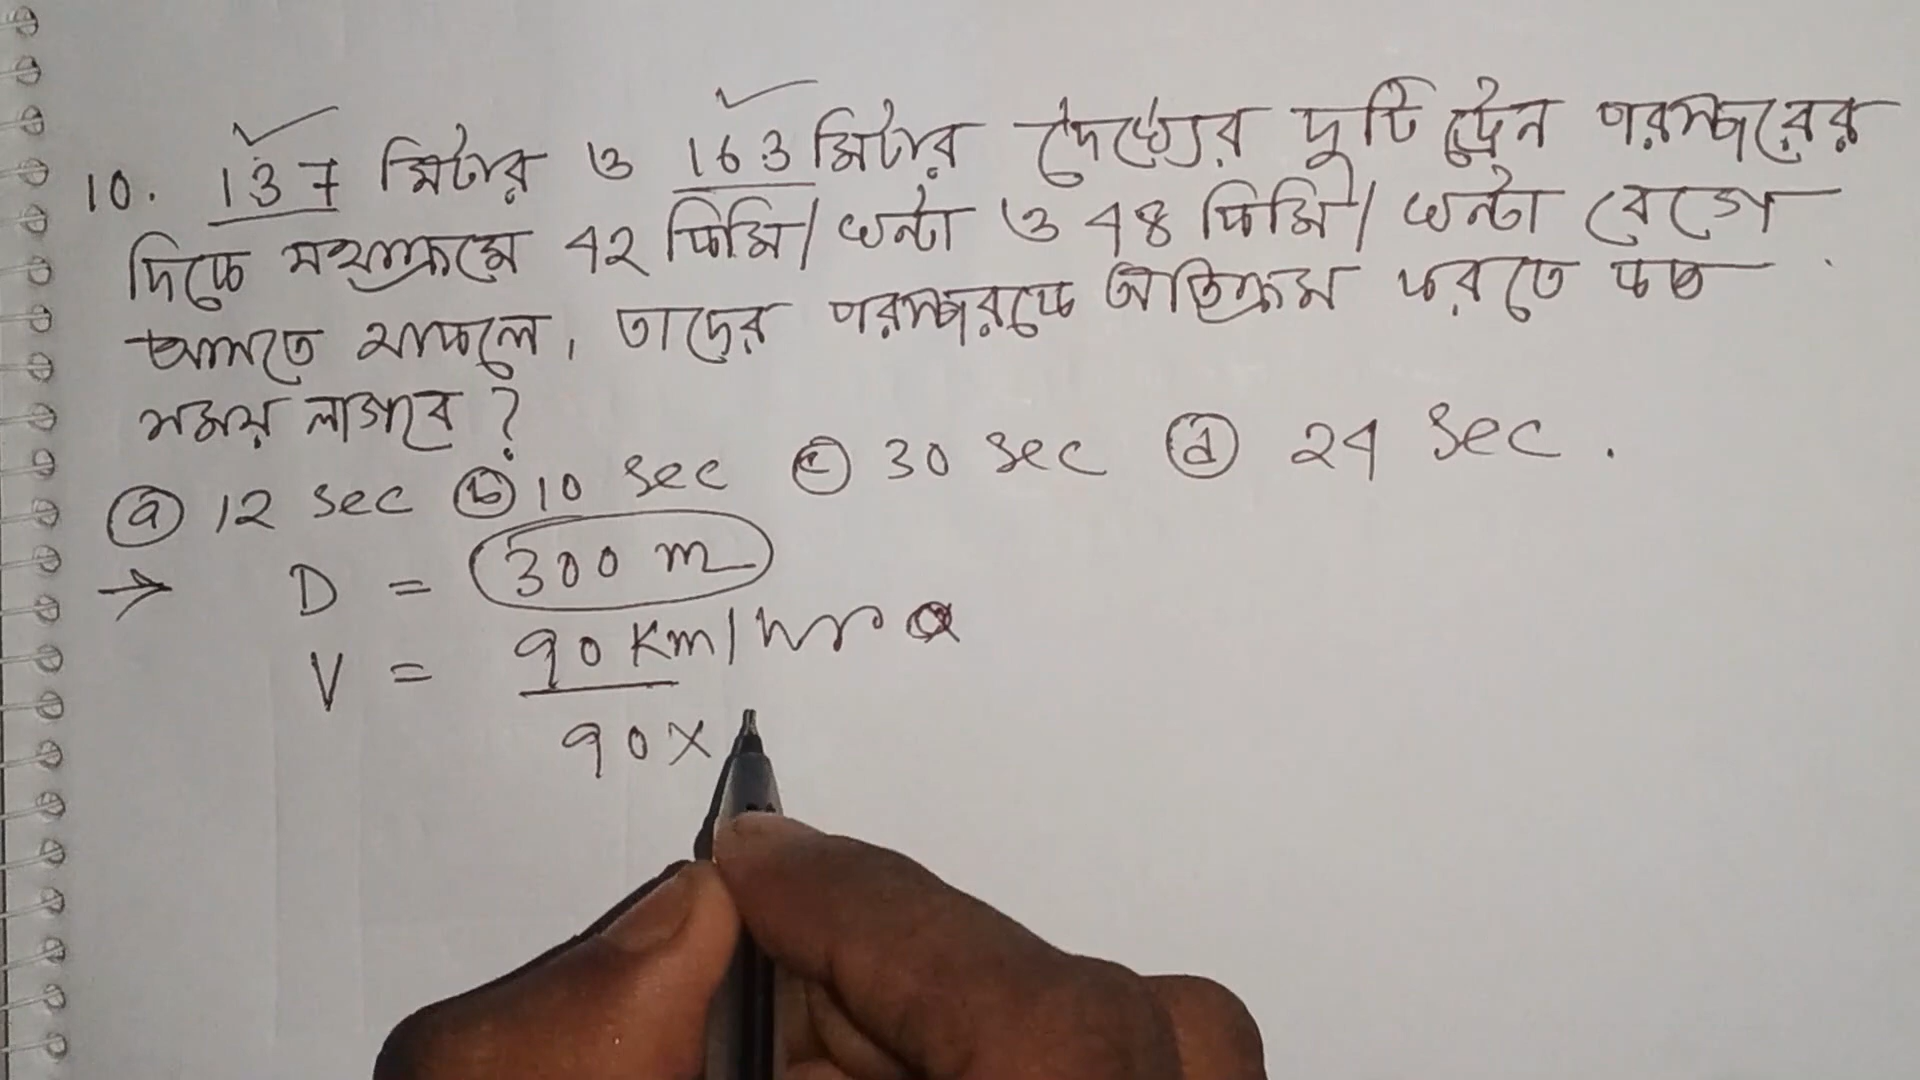 10. 137 মিটার ও 163 মিটার দৈর্ঘ্যের দুটি ট্রেন পরস্পরের
দিকে যথাক্রমে 42 কিমি/ঘন্টা ও 48 কিমি/ঘন্টা বেগে
আসতে থাকলে, তাদের পরস্পরকে অতিক্রম করতে কত
সময় লাগবে?
ⓐ 12 sec ⓑ 10 sec ⓒ 30 sec ⓓ 24 sec.
→ D = 300 m
V = 90 Km/hr
90 ×